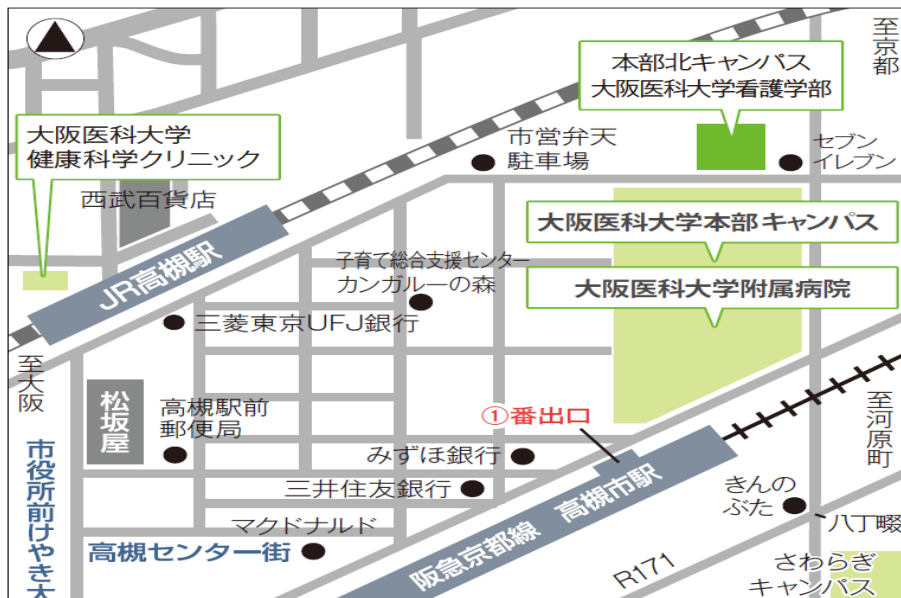 至京都
本部北キャンパス
大阪医科大学看護学部
大阪医科大学
健康科学クリニック
市営弁天
駐車場
セブン
イレブン
西武百貨店
大阪医科大学本部キャンパス
JR高槻駅
子育て総合支援センター
カンガルーの森
大阪医科大学附属病院
三菱東京UFJ銀行
至大阪
松坂屋
高槻駅前
郵便局
①番出口
至河原町
市役所前けやき大
みずほ銀行
三井住友銀行
きんの
ぶた
マクドナルド
高槻センター街
阪急京都線 高槻市駅
八丁畷
R171
さわらぎ
キャンパス